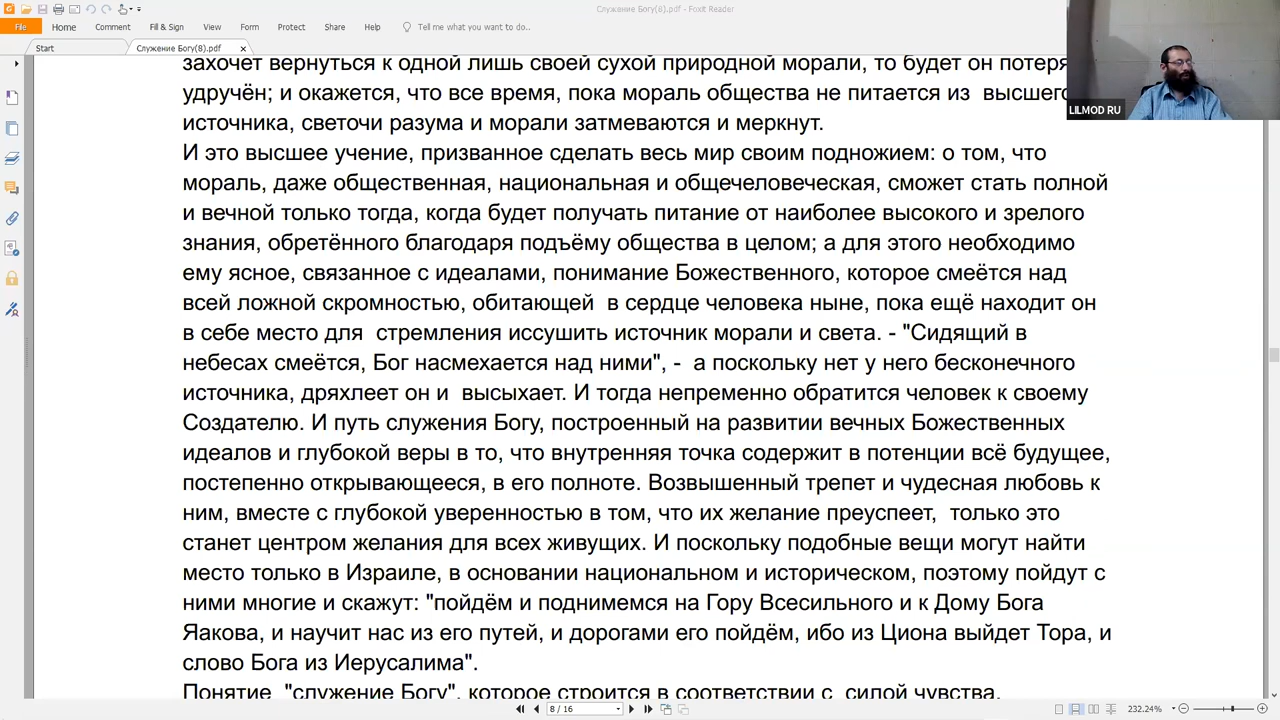 Служение Богу(8).pdf - Foxit Reader
File Home Comment Fill & Sign View Form Protect Share Help Tell me what you want to do..
Start Служение Богу(8).pdf
захочет вернуться к одной лишь своей сухой природной морали, то будет он
удручён; и окажется, что все время, пока мораль общества не питается из высшего
источника, светочи разума и морали затмеваются и меркнут.
И это высшее учение, призванное сделать весь мир своим подножием: о том, что
мораль, даже общественная, национальная и общечеловеческая, сможет стать полной
и вечной только тогда, когда будет получать питание от наиболее высокого и зрелого
знания, обретённого благодаря подъёму общества в целом; а для этого необходимо
ему ясное, связанное с идеалами, понимание Божественного, которое смеётся над
всей ложной скромностью, обитающей в сердце человека ныне, пока ещё находит он
в себе место для стремления иссушить источник морали и света. - "Сидящий в
небесах смеётся, Бог насмехается над ними", - а поскольку нет у него бесконечного
источника, дряхлеет он и высыхает. И тогда непременно обратится человек к своему
Создателю. И путь служения Богу, построенный на развитии вечных Божественных
идеалов и глубокой веры в то, что внутренняя точка содержит в потенции всё будущее,
постепенно открывающееся, в его полноте. Возвышенный трепет и чудесная любовь к
ним, вместе с глубокой уверенностью в том, что их желание преуспеет, только это
станет центром желания для всех живущих. И поскольку подобные вещи могут найти
место только в Израиле, в основании национальном и историческом, поэтому пойдут с
ними многие и скажут: "пойдём и поднимемся на Гору Всесильного и к Дому Бога
Яакова, и научит нас из его путей, и дорогами его пойдём, ибо из Циона выйдет Тора, и
слово Бога из Иерусалима".
Понятие "служение Богу", которое строится в соответствии с силой чувства,
LILMOD RU
8 / 16
232.24%